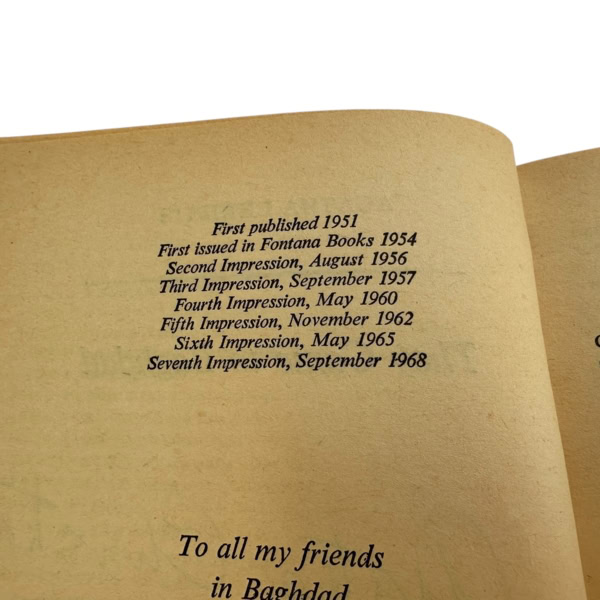 First published 1951
First issued in Fontana Books 1954
Second Impression, August 1956
Third Impression, September 1957
Fourth Impression, May 1960
Fifth Impression, November 1962
Sixth Impression, May 1965
Seventh Impression, September 1968
To all my friends
in Baghdad